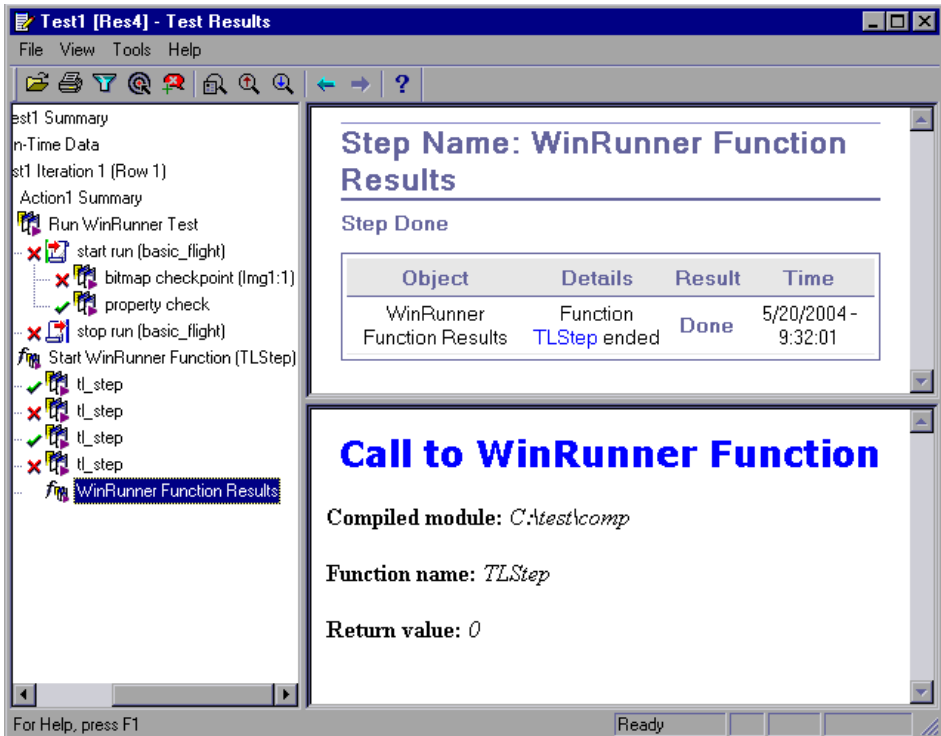 Test1 [Res4] - Test Results
File View Tools Help
?
est1 Summary
n-Time Data
st1 Iteration 1 (Row 1)
Action1 Summary
Run WinRunner Test
start run (basic_flight)
bitmap checkpoint (Img1:1)
property check
stop run (basic_flight)
Start WinRunner Function (TLStep)
tl_step
tl_step
tl_step
tl_step
WinRunner Function Results
Step Name: WinRunner Function
Results
Step Done
Object Details Result Time
WinRunner Function Results Function TLStep ended Done 5/20/2004 - 9:32:01
Call to WinRunner Function
Compiled module: C:\test\comp
Function name: TLStep
Return value: 0
For Help, press F1
Ready